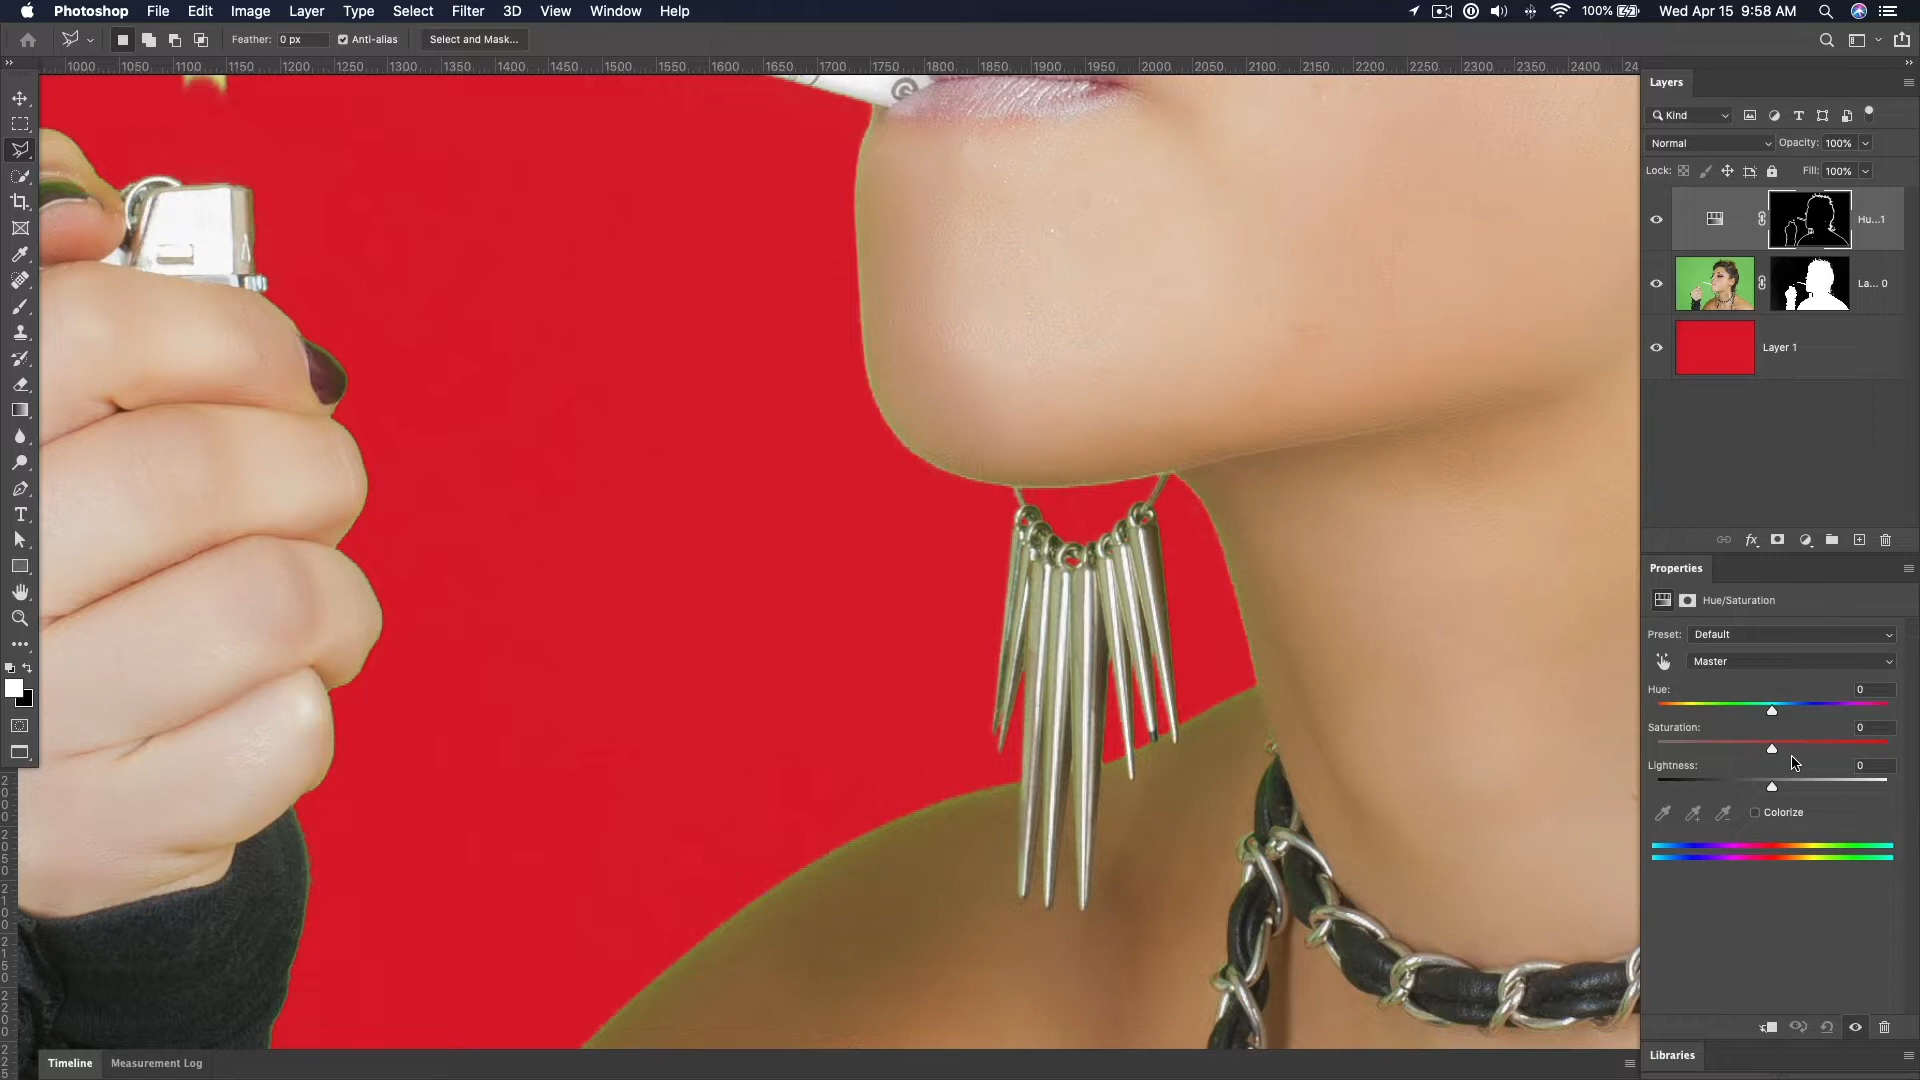 Photoshop File Edit Image Layer Type Select Filter 3D View Window Help 100% Wed Apr 15 9:58 AM
Feather: 0 px Anti-alias Select and Mask...
1000 1050 1100 1150 1200 1250 1300 1350 1400 1450 1500 1550 1600 1650 1700 1750 1800 1850 1900 1950 2000 2050 2100 2150 2200 2250 2300 2350 2400 24
Layers
Kind
Normal Opacity: 100%
Lock: Fill: 100%
Hu...1
La... 0
Layer 1
fx
Properties
Hue/Saturation
Preset: Default
Master
Hue: 0
Saturation: 0
Lightness: 0
Colorize
Timeline Measurement Log
Libraries